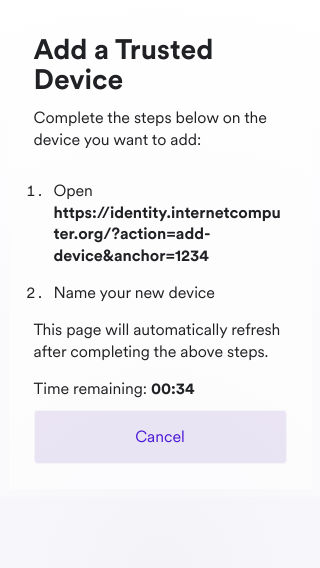 Add a Trusted
Device
Complete the steps below on the
device you want to add:
1. Open
https://identity.internetcompu
ter.org/?action=add-
device&anchor=1234
2. Name your new device
This page will automatically refresh
after completing the above steps.
Time remaining: 00:34
Cancel